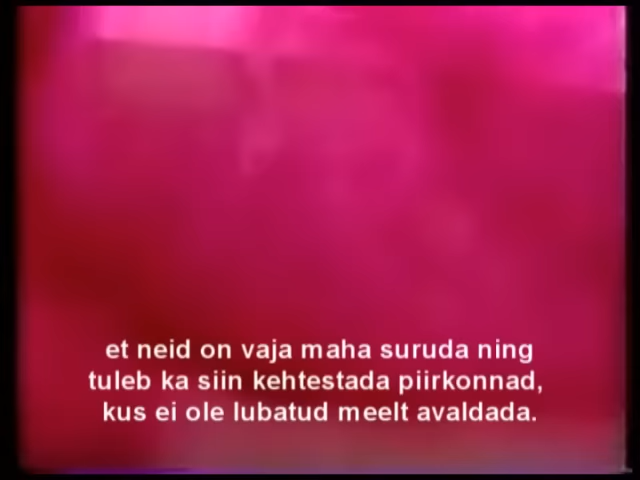 et neid on vaja maha suruda ning
tuleb ka siin kehtestada piirkonnad,
kus ei ole lubatud meelt avaldada.